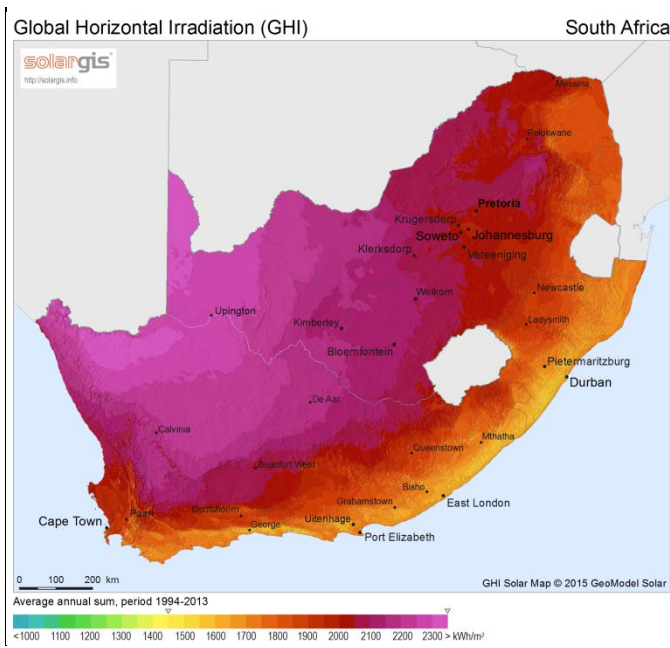 Global Horizontal Irradiation (GHI)
South Africa
solargis
http://solargis.info
Messina
Polokwane
Pretoria
Krugersdorp
Soweto
Johannesburg
Klerksdorp
Vereeniging
Welkom
Newcastle
Upington
Kimberley
Ladysmith
Bloemfontein
Pietermaritzburg
Durban
De Aar
Calvinia
Queenstown
Mthatha
Beaufort West
Bisho
Grahamstown
East London
Oudtshoorn
Paarl
Cape Town
George
Uitenhage
Port Elizabeth
0 100 200 km
GHI Solar Map © 2015 GeoModel Solar
Average annual sum, period 1994-2013
<1000 1100 1200 1300 1400 1500 1600 1700 1800 1900 2000 2100 2200 2300 > kWh/m²